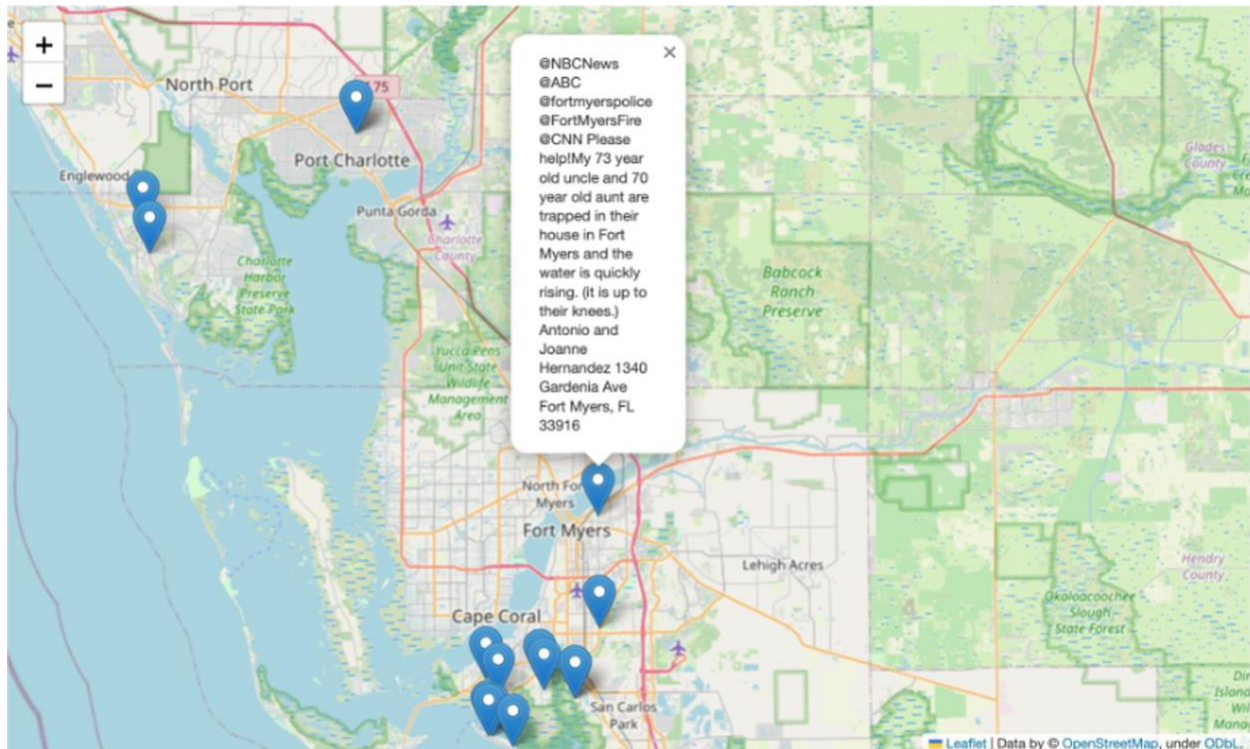 +
−
North Port
75
Port Charlotte
Englewood
Punta Gorda
Charlotte
County
Charlotte
Harbor
Preserve
State Park
×
@NBCNews
@ABC
@fortmyerspolice
@FortMyersFire
@CNN Please
help!My 73 year
old uncle and 70
year old aunt are
trapped in their
house in Fort
Myers and the
water is quickly
rising. (it is up to
their knees.)
Antonio and
Joanne
Hernandez 1340
Gardenia Ave
Fort Myers, FL
33916
Glades
County
Babcock
Ranch
Preserve
Yucca Pens
Unit State
Wildlife
Management
Area
North For
Myers
Fort Myers
Lehigh Acres
Cape Coral
San Carlos
Park
Hendry
County
Okaloacoochee
Slough
State Forest
Leaflet | Data by © OpenStreetMap, under ODbL